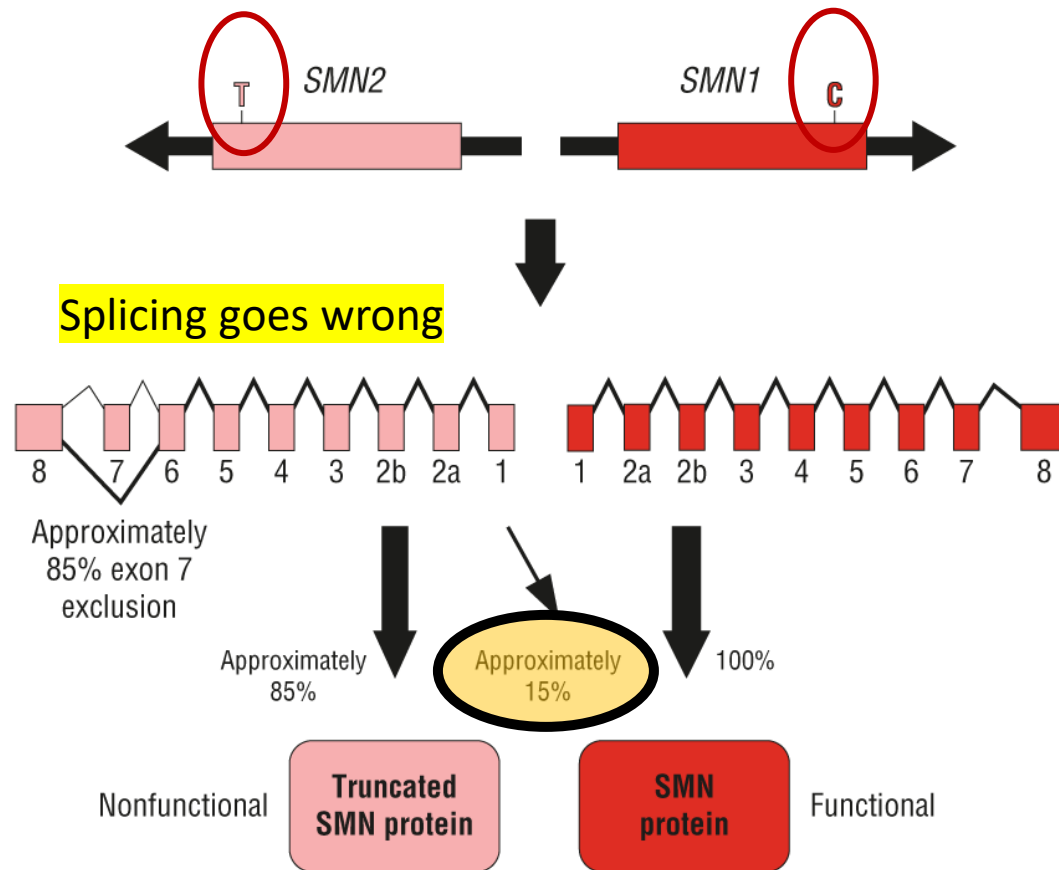 T SMN2 SMN1 C
Splicing goes wrong
8 7 6 5 4 3 2b 2a 1
1 2a 2b 3 4 5 6 7 8
Approximately
85% exon 7
exclusion
Approximately
85%
Approximately
15%
100%
Nonfunctional
Truncated
SMN protein
SMN
protein
Functional